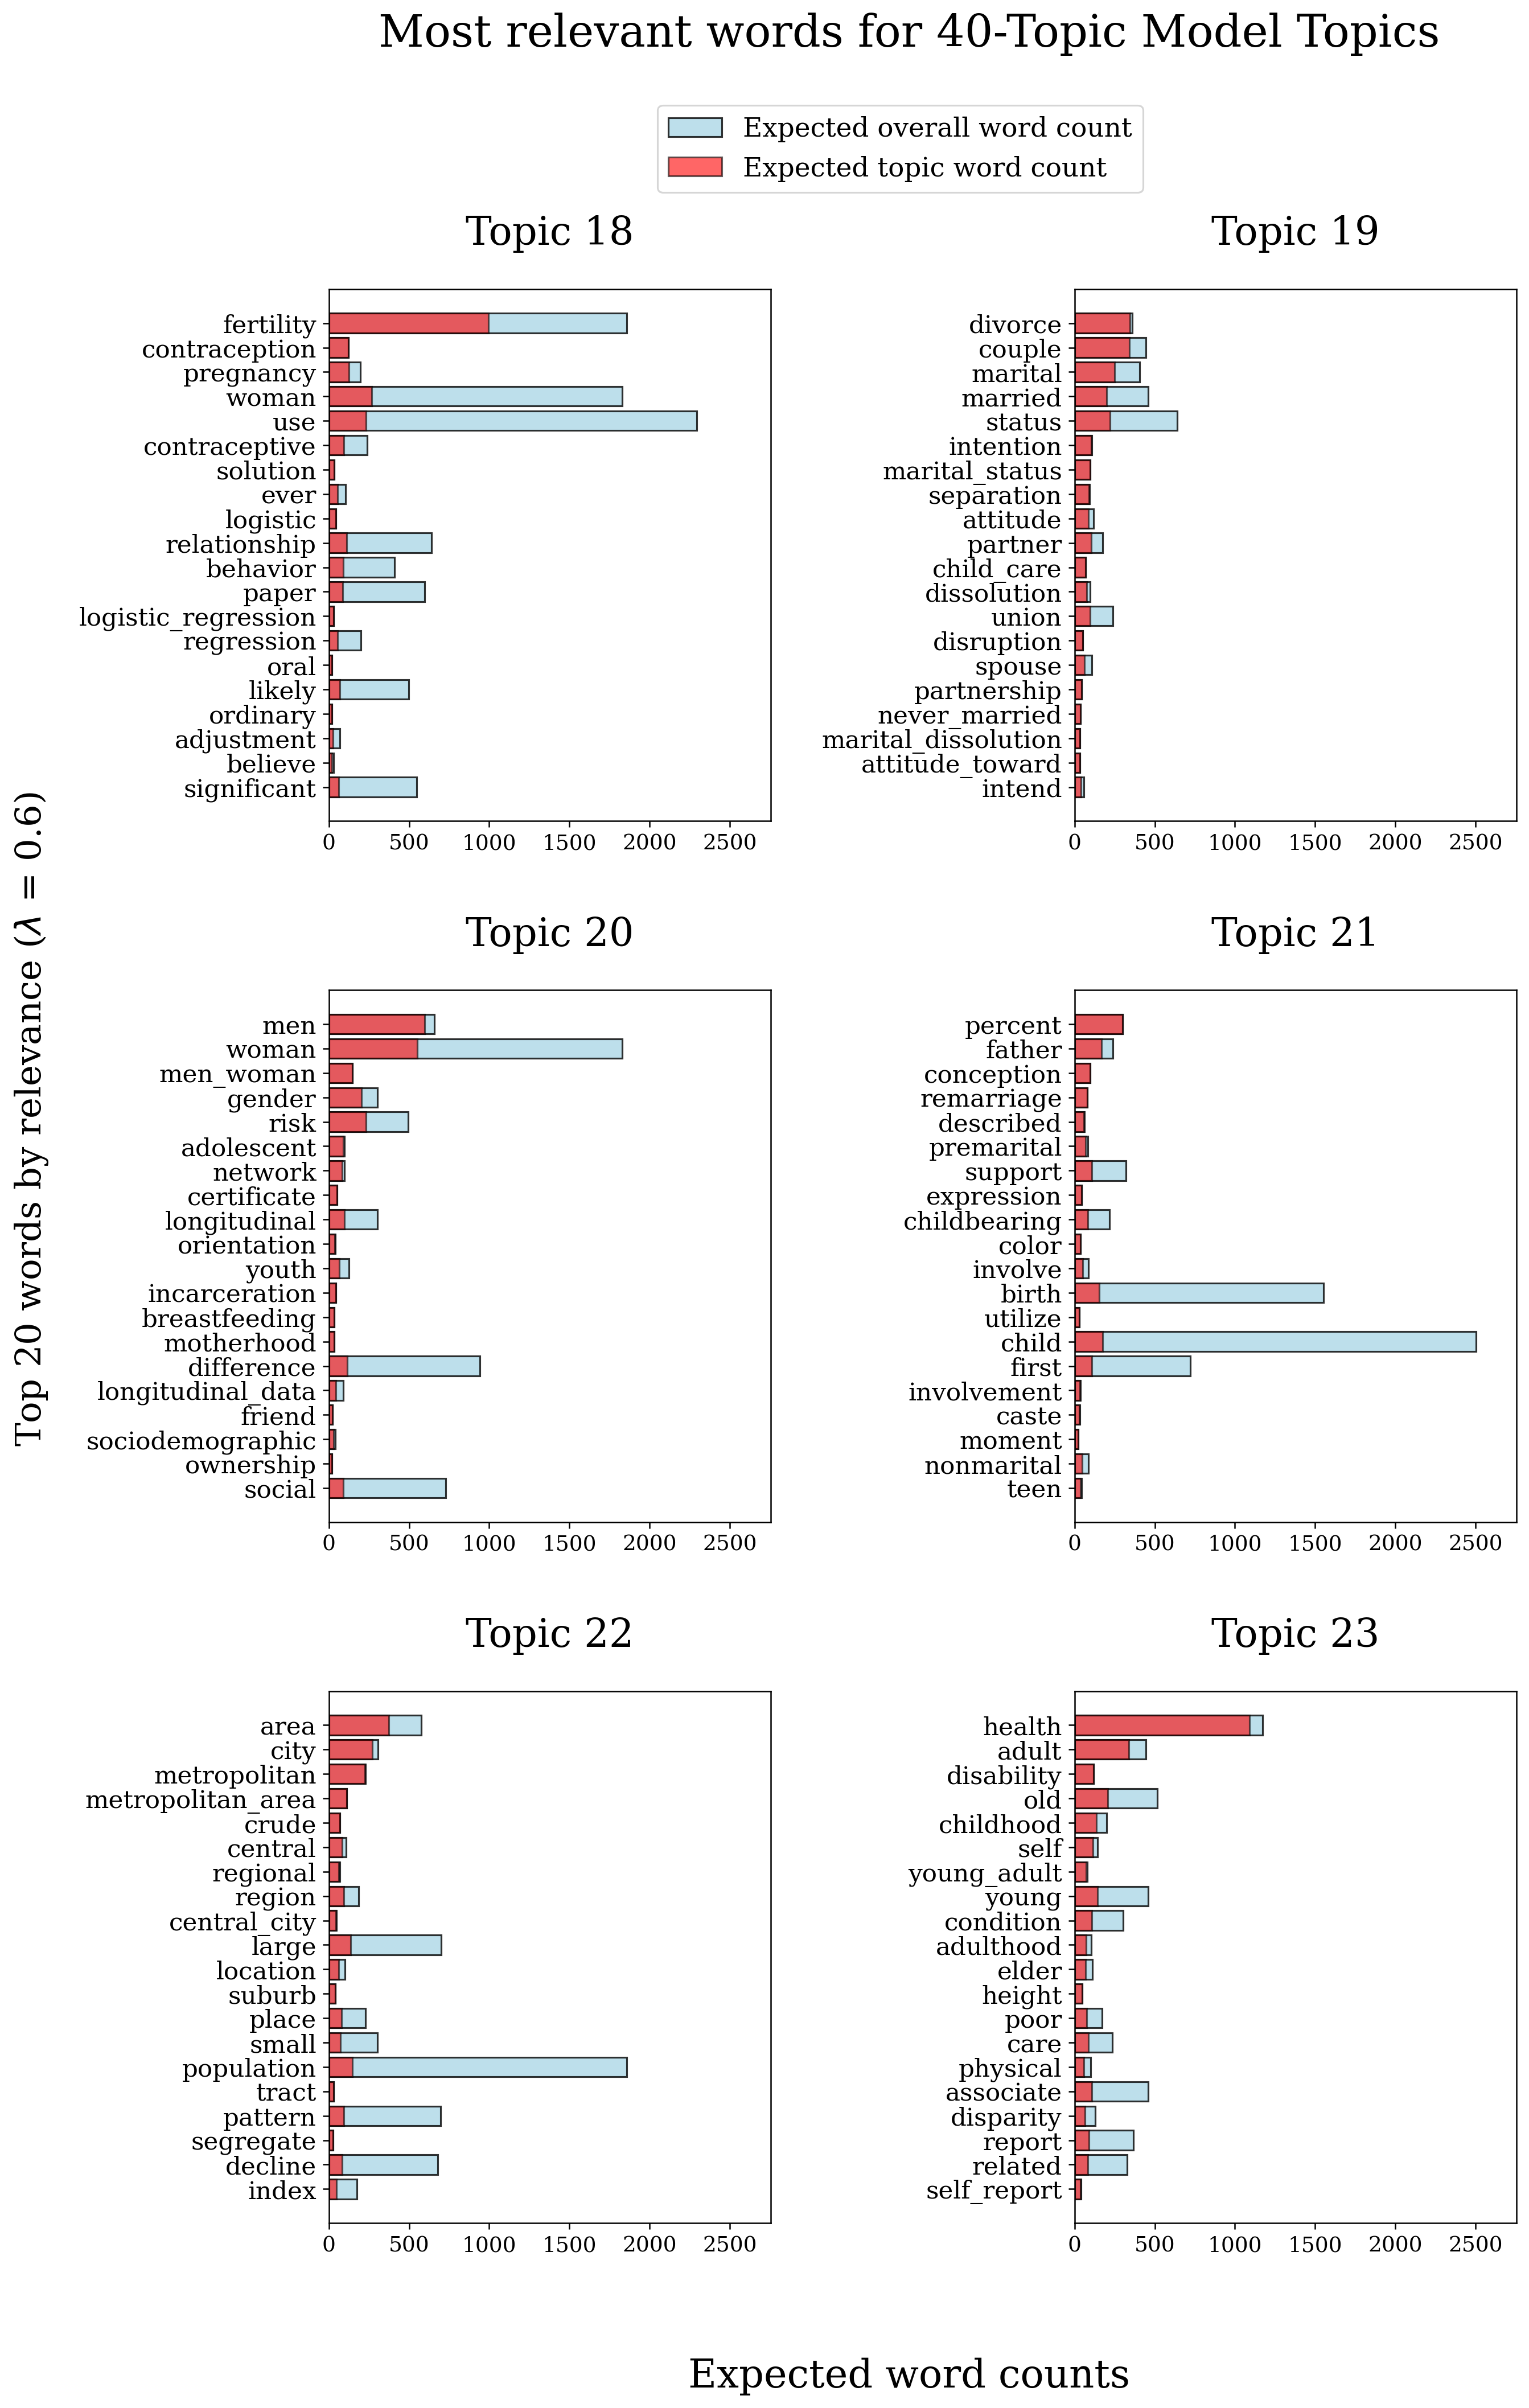 Most relevant words for 40-Topic Model Topics
Expected overall word count
Expected topic word count
Top 20 words by relevance (λ = 0.6)
Topic 18
fertility
contraception
pregnancy
woman
use
contraceptive
solution
ever
logistic
relationship
behavior
paper
logistic_regression
regression
oral
likely
ordinary
adjustment
believe
significant
0 500 1000 1500 2000 2500
Topic 19
divorce
couple
marital
married
status
intention
marital_status
separation
attitude
partner
child_care
dissolution
union
disruption
spouse
partnership
never_married
marital_dissolution
attitude_toward
intend
0 500 1000 1500 2000 2500
Topic 20
men
woman
men_woman
gender
risk
adolescent
network
certificate
longitudinal
orientation
youth
incarceration
breastfeeding
motherhood
difference
longitudinal_data
friend
sociodemographic
ownership
social
0 500 1000 1500 2000 2500
Topic 21
percent
father
conception
remarriage
described
premarital
support
expression
childbearing
color
involve
birth
utilize
child
first
involvement
caste
moment
nonmarital
teen
0 500 1000 1500 2000 2500
Topic 22
area
city
metropolitan
metropolitan_area
crude
central
regional
region
central_city
large
location
suburb
place
small
population
tract
pattern
segregate
decline
index
0 500 1000 1500 2000 2500
Topic 23
health
adult
disability
old
childhood
self
young_adult
young
condition
adulthood
elder
height
poor
care
physical
associate
disparity
report
related
self_report
0 500 1000 1500 2000 2500
Expected word counts